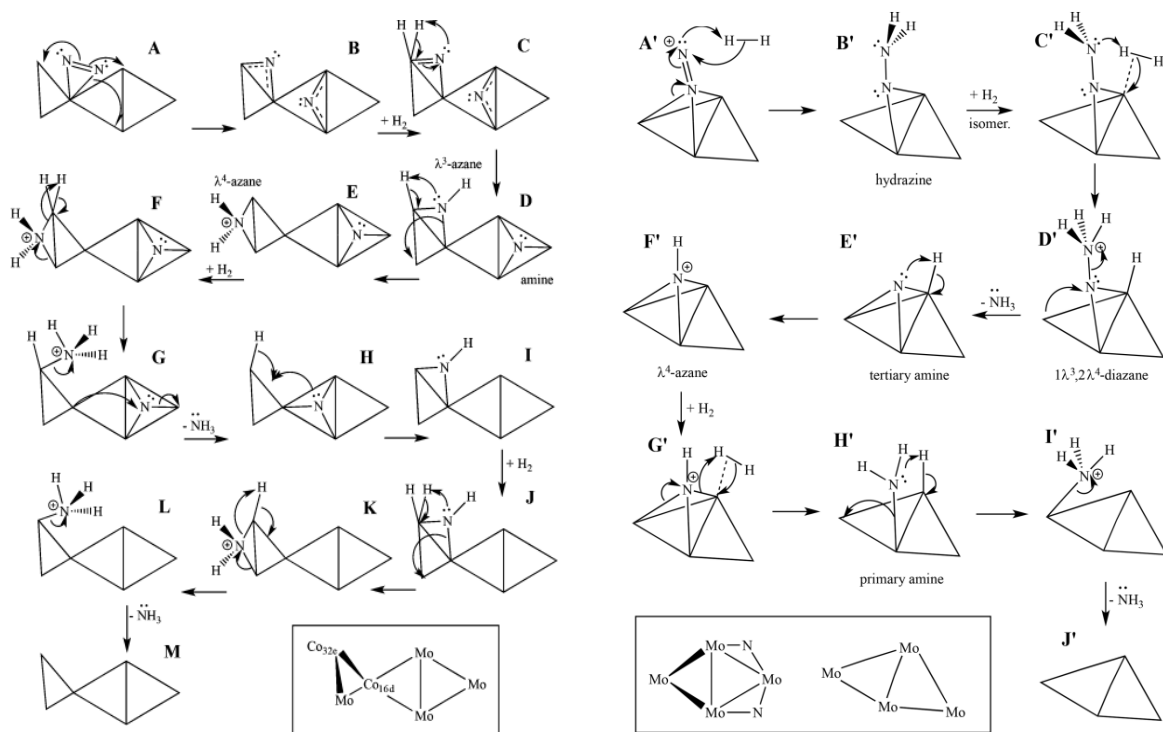 A
B
C
H H
N N
N
N
H H
N
N
+ H₂
F
λ⁴-azane
E
λ³-azane
D
H H
H
N
⊕
H
N
H
N
⊕
H
N
H
H
N
N
+ H₂
amine
H
H
H
N
⊕
H
G
N
- NH₃
H
H
N
I
H
N
+ H₂
H
H
N
⊕
H
L
H
K
H
N
⊕
H
H H
H
N
J
- NH₃
M
Co32e
Mo
Co16d
Mo
Mo
Mo
A'
⊕
N
N
H H
B'
H
H
N
N
hydrazine
+ H₂
isomer.
C'
H
H
N
H
H
N
F'
H
N
⊕
λ⁴-azane
E'
H
N
tertiary amine
- NH₃
D'
H
H
H
N
⊕
H
N
1λ³,2λ⁴-diazane
+ H₂
G'
H
N
⊕
H
H
H'
H
H
H
N
primary amine
I'
H
H
H
N
⊕
- NH₃
J'
Mo
N
Mo
Mo
Mo
N
Mo
Mo
Mo
Mo